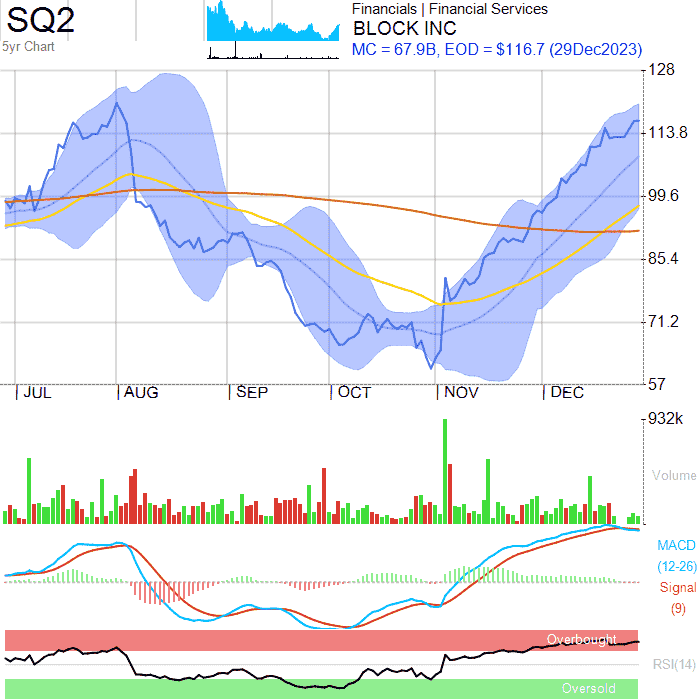 SQ2
5yr Chart
Financials | Financial Services
BLOCK INC
MC = 67.9B, EOD = $116.7 (29Dec2023)
128
113.8
99.6
85.4
71.2
57
JUL AUG SEP OCT NOV DEC
932k
Volume
MACD
(12-26)
Signal
(9)
Overbought
RSI(14)
Oversold